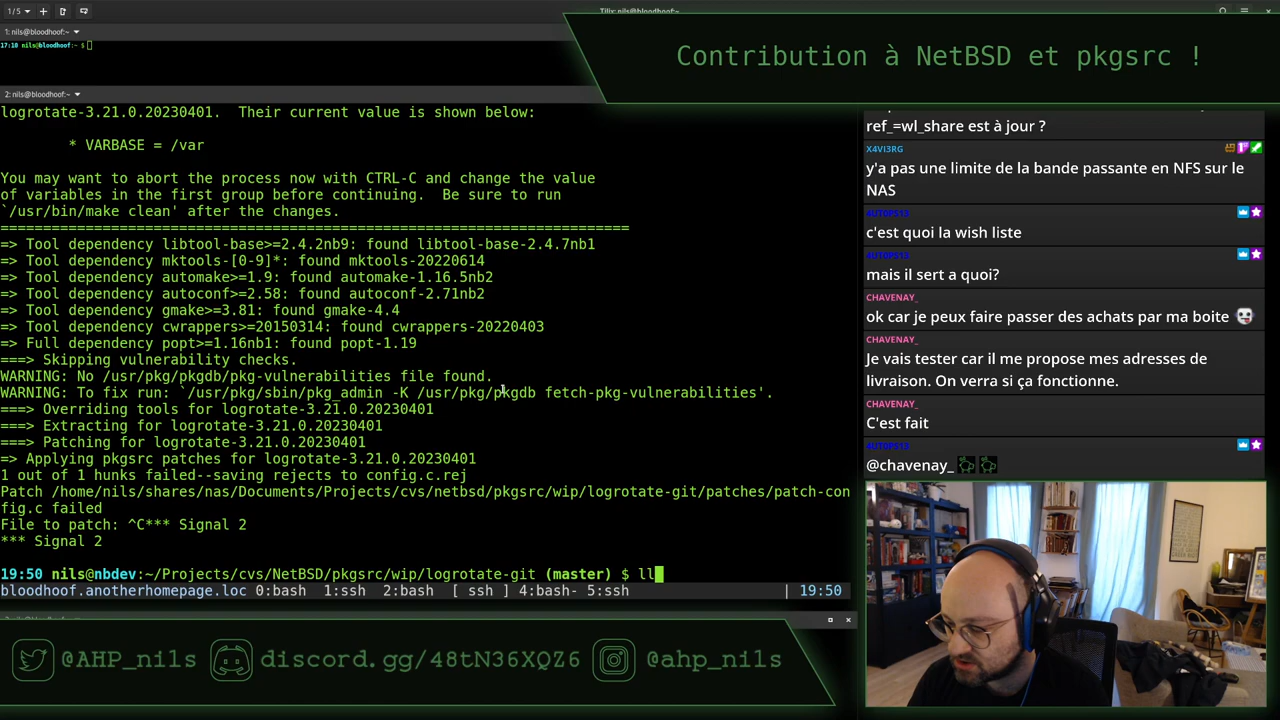 1/5
Tilix: nils@bloodhoof:~
1: nils@bloodhoof:~
17:18 nils@bloodhoof:~ $
Contribution à NetBSD et pkgsrc !
2: nils@bloodhoof:~
logrotate-3.21.0.20230401.  Their current value is shown below:
* VARBASE = /var
You may want to abort the process now with CTRL-C and change the value
of variables in the first group before continuing.  Be sure to run
`/usr/bin/make clean' after the changes.
===========================================================================
=> Tool dependency libtool-base>=2.4.2nb9: found libtool-base-2.4.7nb1
=> Tool dependency mktools-[0-9]*: found mktools-20220614
=> Tool dependency automake>=1.9: found automake-1.16.5nb2
=> Tool dependency autoconf>=2.58: found autoconf-2.71nb2
=> Tool dependency gmake>=3.81: found gmake-4.4
=> Tool dependency cwrappers>=20150314: found cwrappers-20220403
=> Full dependency popt>=1.16nb1: found popt-1.19
===> Skipping vulnerability checks.
WARNING: No /usr/pkg/pkgdb/pkg-vulnerabilities file found.
WARNING: To fix run: `/usr/pkg/sbin/pkg_admin -K /usr/pkg/pkgdb fetch-pkg-vulnerabilities'.
===> Overriding tools for logrotate-3.21.0.20230401
===> Extracting for logrotate-3.21.0.20230401
===> Patching for logrotate-3.21.0.20230401
=> Applying pkgsrc patches for logrotate-3.21.0.20230401
1 out of 1 hunks failed--saving rejects to config.c.rej
Patch /home/nils/shares/nas/Documents/Projects/cvs/netbsd/pkgsrc/wip/logrotate-git/patches/patch-con
fig.c failed
File to patch: ^C*** Signal 2
*** Signal 2
19:50 nils@nbdev:~/Projects/cvs/NetBSD/pkgsrc/wip/logrotate-git (master) $ ll
bloodhoof.anotherhomepage.loc 0:bash  1:ssh  2:bash  [ ssh ] 4:bash- 5:ssh | 19:50
ref_=wl_share est à jour ?
X4VI3RG
y'a pas une limite de la bande passante en NFS sur le
NAS
4UT0PS13
c'est quoi la wish liste
4UT0PS13
mais il sert a quoi?
CHAVENAY_
ok car je peux faire passer des achats par ma boite
CHAVENAY_
Je vais tester car il me propose mes adresses de
livraison. On verra si ça fonctionne.
CHAVENAY_
C'est fait
4UT0PS13
@chavenay_
@AHP_nils
discord.gg/48tN36XQZ6
@ahp_nils